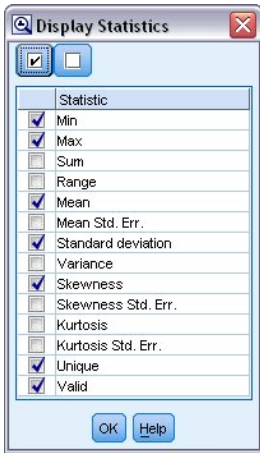 Display Statistics
Statistic
Min
Max
Sum
Range
Mean
Mean Std. Err.
Standard deviation
Variance
Skewness
Skewness Std. Err.
Kurtosis
Kurtosis Std. Err.
Unique
Valid
OK Help